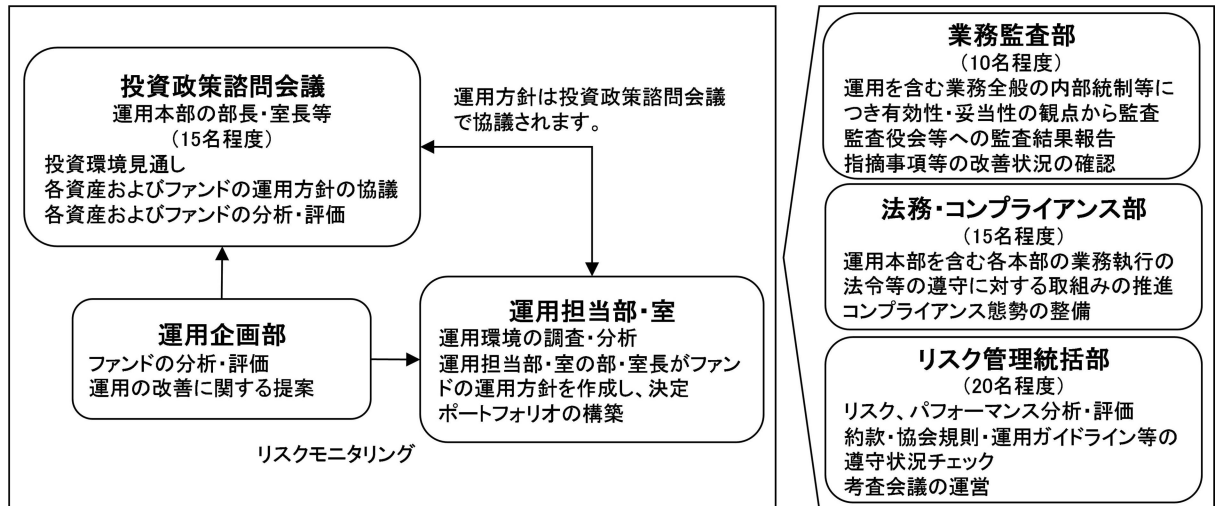 投資政策諮問会議
運用本部の部長・室長等
（15名程度）
投資環境見通し
各資産およびファンドの運用方針の協議
各資産およびファンドの分析・評価
運用方針は投資政策諮問会議
で協議されます。
運用企画部
ファンドの分析・評価
運用の改善に関する提案
運用担当部・室
運用環境の調査・分析
運用担当部・室の部・室長がファン
ドの運用方針を作成し、決定
ポートフォリオの構築
リスクモニタリング
業務監査部
（10名程度）
運用を含む業務全般の内部統制等に
つき有効性・妥当性の観点から監査
監査役会等への監査結果報告
指摘事項等の改善状況の確認
法務・コンプライアンス部
（15名程度）
運用本部を含む各本部の業務執行の
法令等の遵守に対する取組みの推進
コンプライアンス態勢の整備
リスク管理統括部
（20名程度）
リスク、パフォーマンス分析・評価
約款・協会規則・運用ガイドライン等の
遵守状況チェック
考査会議の運営